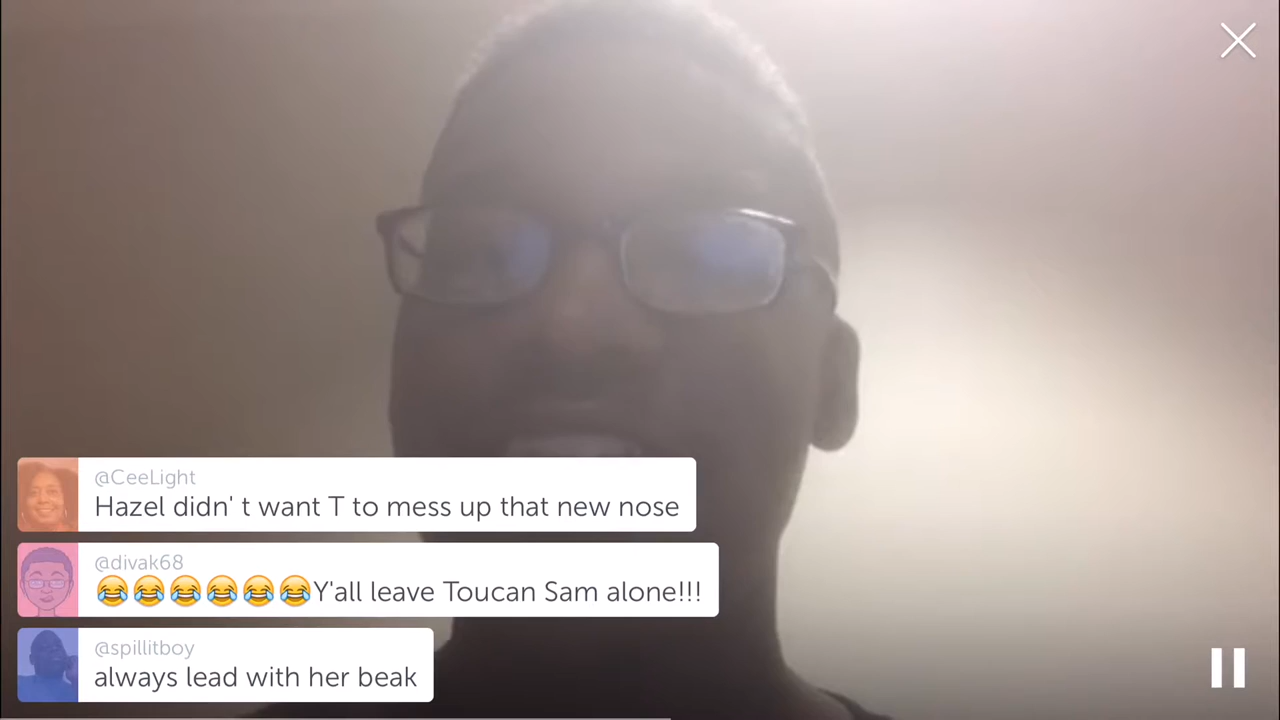 @CeeLight
Hazel didn' t want T to mess up that new nose
@divak68
😂😂😂😂😂😂Y'all leave Toucan Sam alone!!!
@spillitboy
always lead with her beak